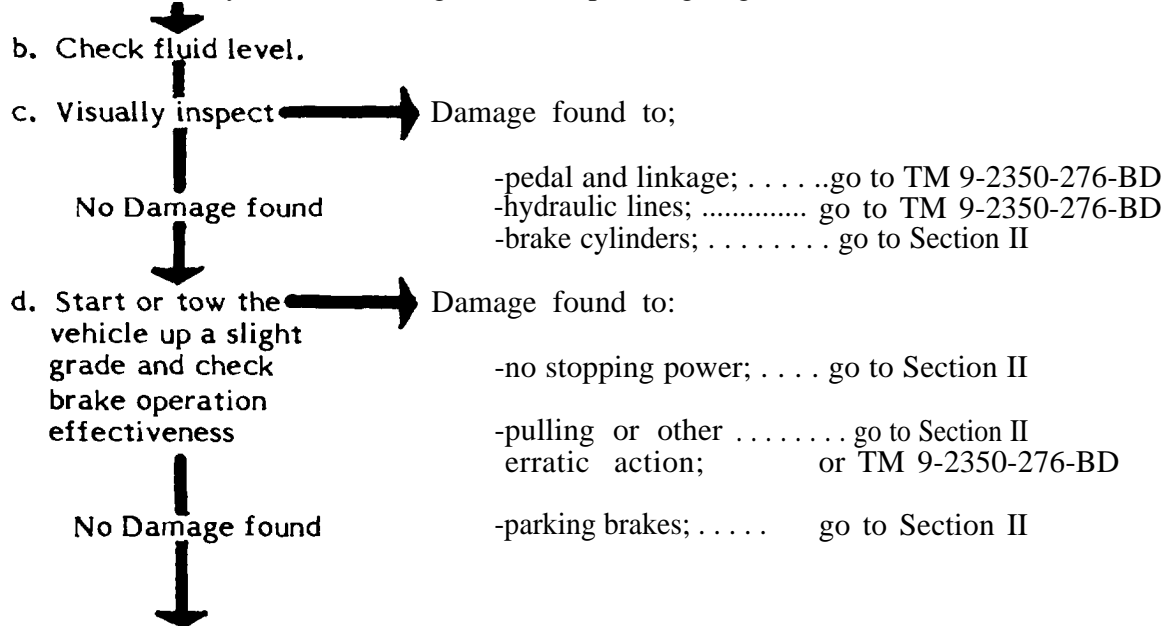 b. Check fluid level.
c. Visually inspect
Damage found to;
-pedal and linkage; . . . . ..go to TM 9-2350-276-BD
-hydraulic lines; .............. go to TM 9-2350-276-BD
-brake cylinders; . . . . . . . . go to Section II
No Damage found
d. Start or tow the
vehicle up a slight
grade and check
brake operation
effectiveness
Damage found to:
-no stopping power; . . . . go to Section II
-pulling or other . . . . . . . . go to Section II
erratic action; or TM 9-2350-276-BD
-parking brakes; . . . . . go to Section II
No Damage found